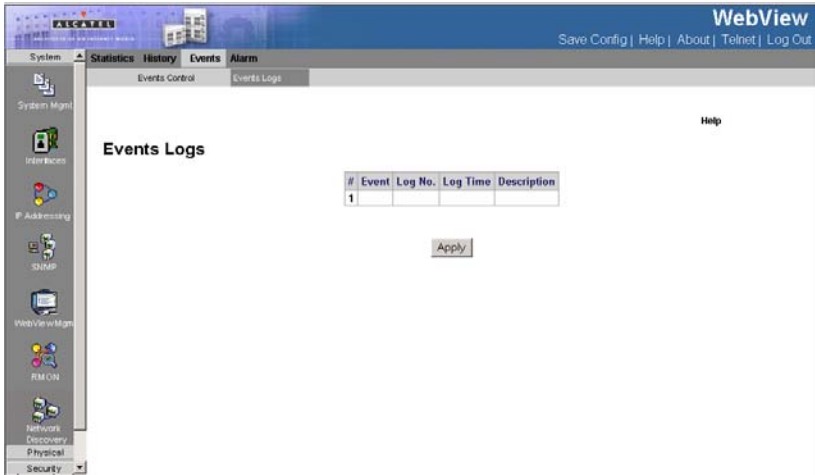 ALCATEL
WebView
Save Config | Help | About | Telnet | Log Out
System
Statistics History Events Alarm
Events Control Events Logs
System Mgmt
Help
Interfaces
Events Logs
# Event Log No. Log Time Description
1
IP Addressing
Apply
SNMP
WebViewMgm
RMON
Network
Discovery
Physical
Security